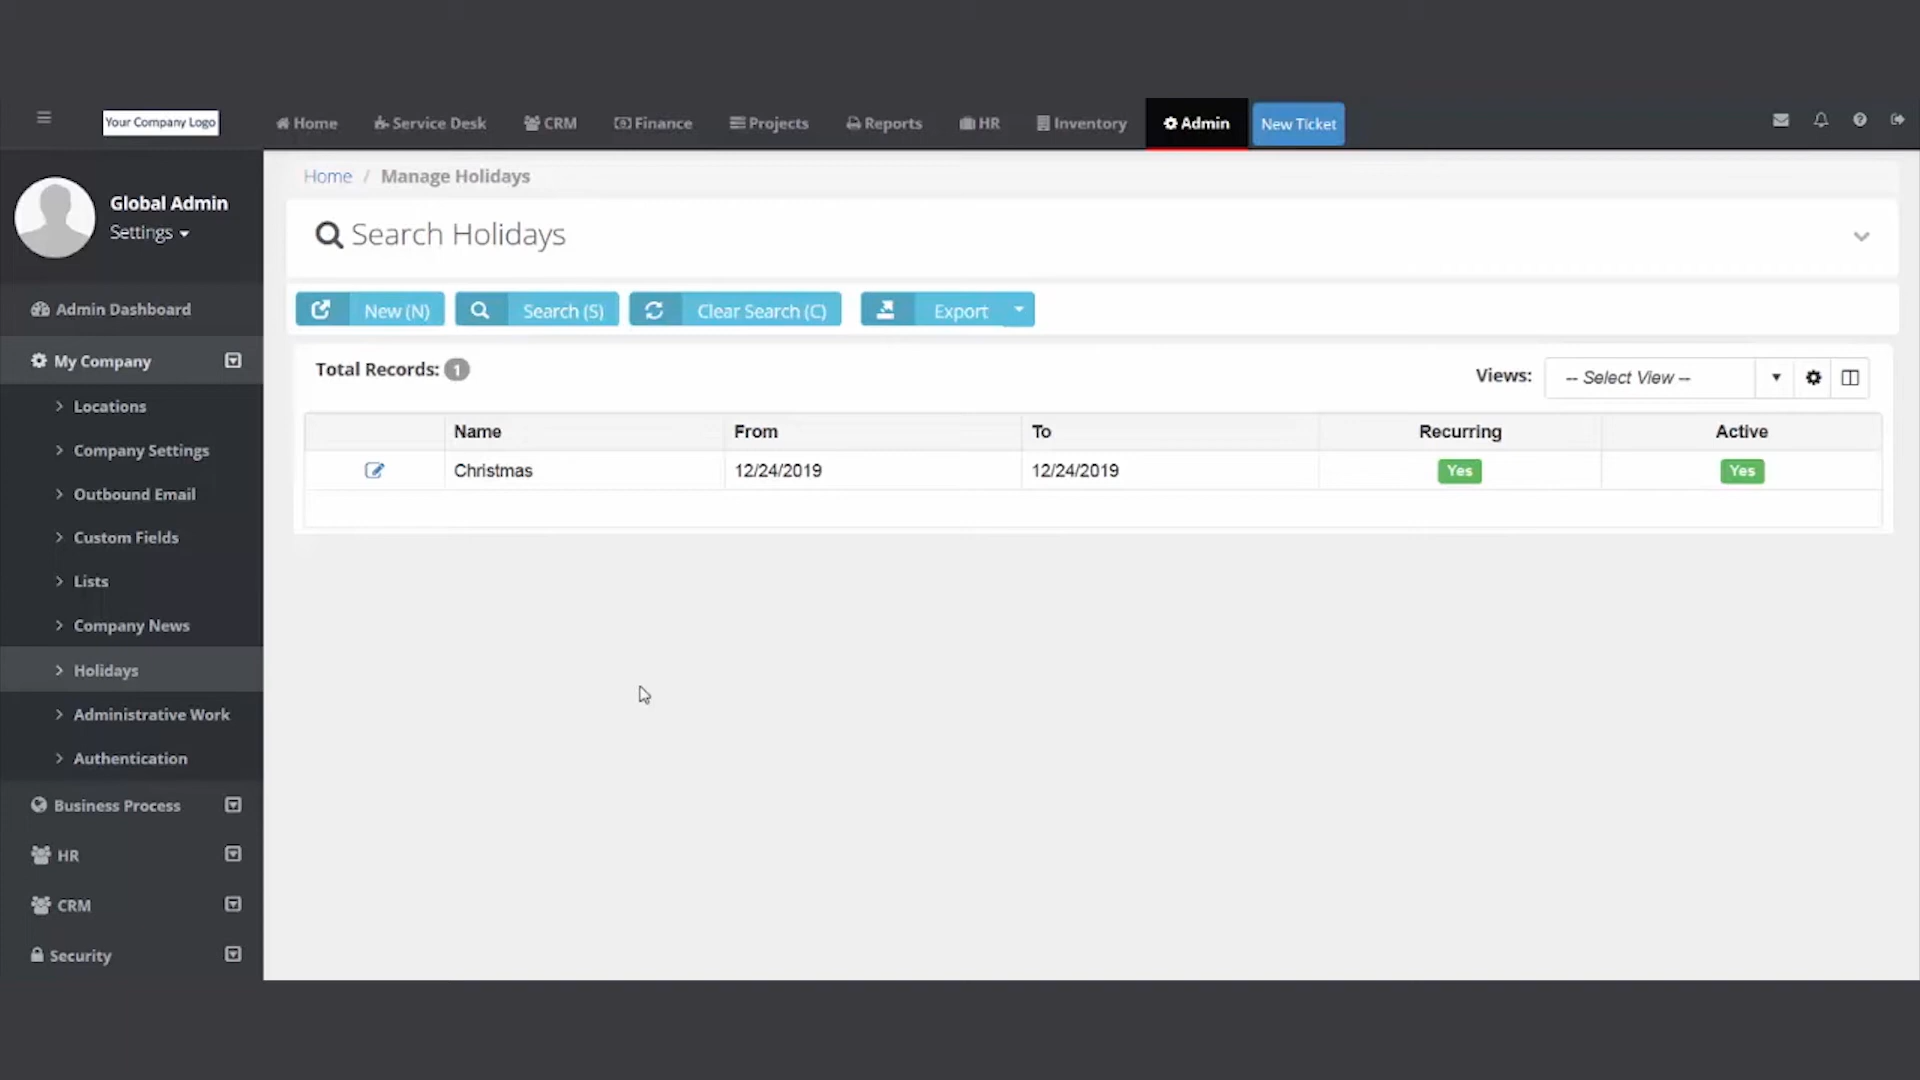 Your Company Logo
Home Service Desk CRM Finance Projects Reports HR Inventory Admin New Ticket
Global Admin
Settings
Home / Manage Holidays
Search Holidays
New (N) Search (S) Clear Search (C) Export
Total Records: 1
Views: -- Select View --
Name From To Recurring Active
Christmas 12/24/2019 12/24/2019 Yes Yes
Admin Dashboard
My Company
> Locations
> Company Settings
> Outbound Email
> Custom Fields
> Lists
> Company News
> Holidays
> Administrative Work
> Authentication
Business Process
HR
CRM
Security